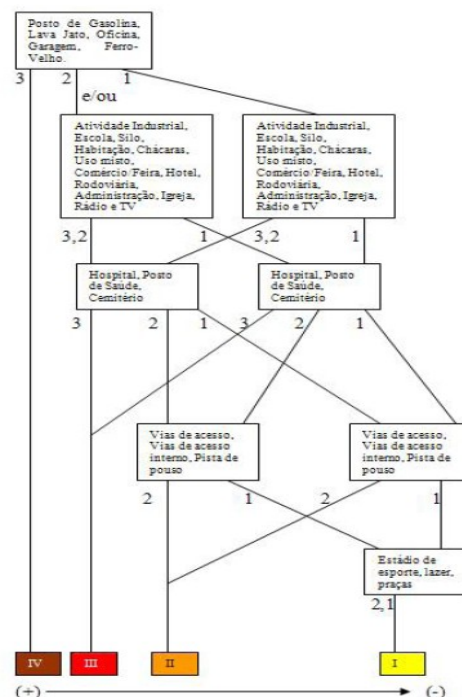 Posto de Gasolina,
Lava Jato, Oficina,
Garagem, Ferro-
Velho.
3 2 1
e/ou
Atividade Industrial,
Escola, Silo,
Habitação, Chácaras,
Uso misto,
Comércio/Feira, Hotel,
Rodoviária,
Administração, Igreja,
Rádio e TV
Atividade Industrial,
Escola, Silo,
Habitação, Chácaras,
Uso misto,
Comércio/Feira, Hotel,
Rodoviária,
Administração, Igreja,
Rádio e TV
3,2 1 3,2 1
Hospital, Posto
de Saúde,
Cemitério
Hospital, Posto
de Saúde,
Cemitério
3 2 1 3 2 1
Vias de acesso,
Vias de acesso
interno, Pista de
pouso
Vias de acesso,
Vias de acesso
interno, Pista de
pouso
2 1 2 1
Estádio de
esporte, lazer,
praças
2,1
IV III II I
(+) (-)